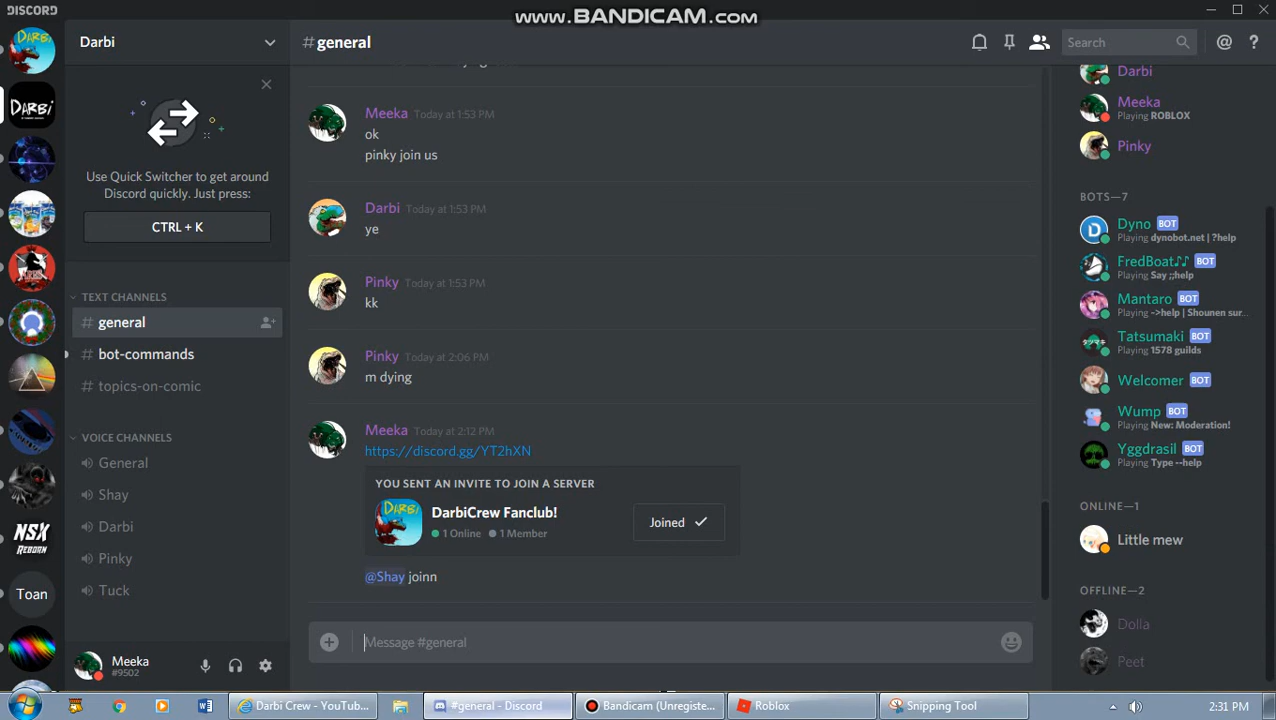 DISCORD
www.BANDICAM.com
Darbi
Use Quick Switcher to get around
Discord quickly. Just press:
CTRL + K
TEXT CHANNELS
# general
# bot-commands
# topics-on-comic
VOICE CHANNELS
General
Shay
Darbi
Pinky
Tuck
Meeka
#9502
NSX
REBORN
Toan
#general
Search
Meeka Today at 1:53 PM
ok
pinky join us
Darbi Today at 1:53 PM
ye
Pinky Today at 1:53 PM
kk
Pinky Today at 2:06 PM
m dying
Meeka Today at 2:12 PM
https://discord.gg/YT2hXN
YOU SENT AN INVITE TO JOIN A SERVER
DARBi
DarbiCrew Fanclub!
1 Online 1 Member
Joined
@Shay joinn
Message #general
Darbi
Meeka
Playing ROBLOX
Pinky
BOTS—7
Dyno BOT
Playing dynobot.net | ?help
FredBoat♪♪ BOT
Playing Say ;;help
Mantaro BOT
Playing ->help | Shounen sur...
Tatsumaki BOT
Playing 1578 guilds
Welcomer BOT
Wump BOT
Playing New: Moderation!
Yggdrasil BOT
Playing Type --help
ONLINE—1
Little mew
OFFLINE—2
Dolla
Peet
Darbi Crew - YouTub...
#general - Discord
Bandicam (Unregiste...
Roblox
Snipping Tool
2:31 PM